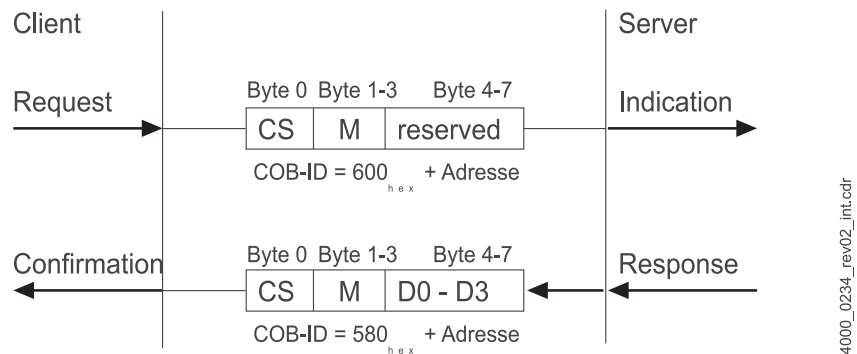 Client
Server
Byte 0 Byte 1-3 Byte 4-7
Request
Indication
CS M reserved
COB-ID = 600 hex + Adresse
Byte 0 Byte 1-3 Byte 4-7
Confirmation
Response
CS M D0 - D3
COB-ID = 580 hex + Adresse
4000_0234_rev02_int.cdr